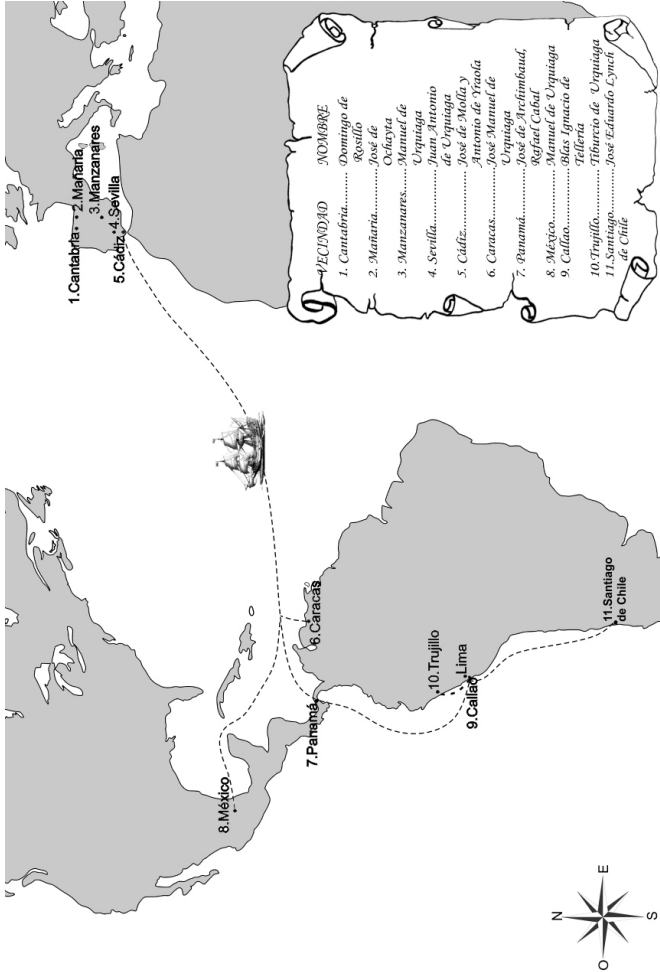 1.Cantabria
2.Mañaria
3.Manzanares
4.Sevilla
5.Cádiz
6.Caracas
7.Panamá
8.México
10.Trujillo
Lima
9.Callao
11.Santiago
de Chile
N
E
S
O
VECINDAD NOMBRE
1. Cantabria........ Domingo de
Rosillo
2. Mañaria...........José de
Ochayta
3. Manzanares......Manuel de
Urquiaga
4. Sevilla.............Juan Antonio
de Urquiaga
5. Cádiz..............José de Molla y
Antonio de Yraola
6. Caracas...........José Manuel de
Urquiaga
7. Panamá...........José de Archimbaud,
Rafael Cabal
8. México.............Manuel de Urquiaga
9. Callao..............Blas Ignacio de
Tellería
10.Trujillo...........Tiburcio de Urquiaga
11.Santiago..........José Eduardo Lynch
de Chile